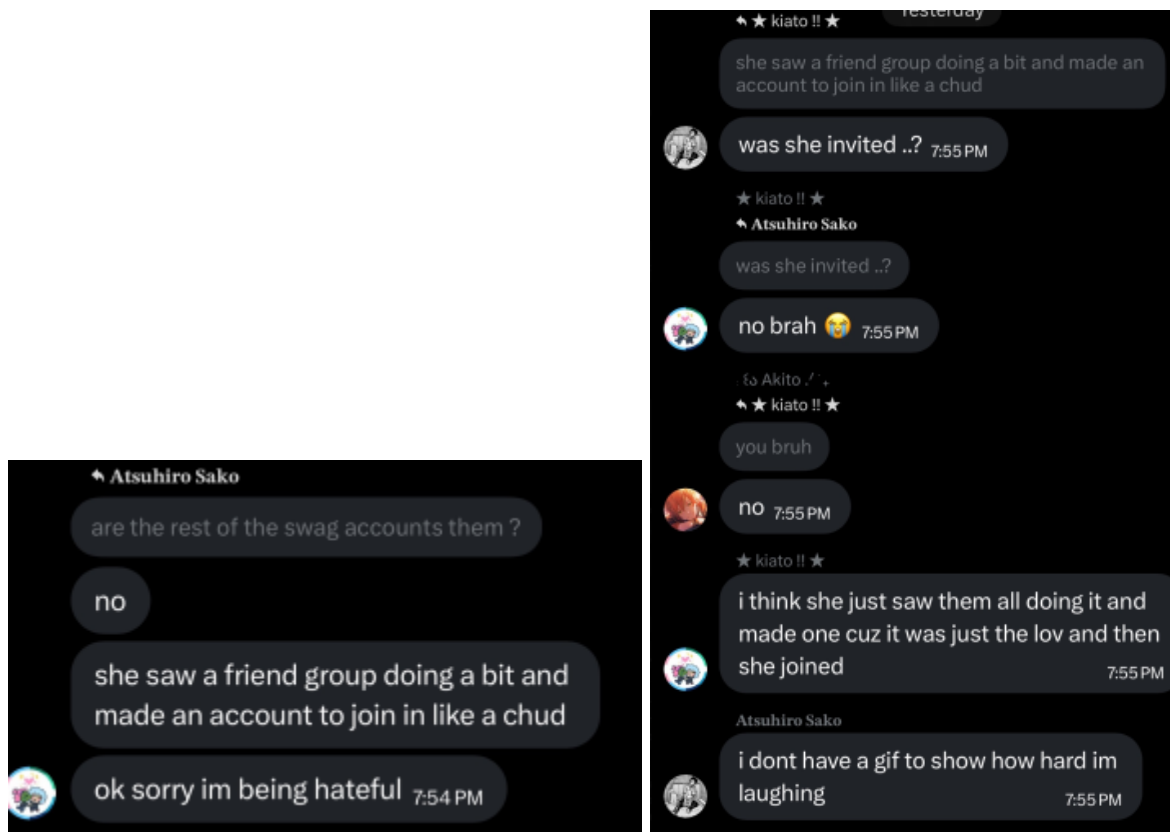 Atsuhiro Sako
are the rest of the swag accounts them ?
no
she saw a friend group doing a bit and
made an account to join in like a chud
ok sorry im being hateful 7:54 PM
Yesterday
★ kiato !! ★
she saw a friend group doing a bit and made an
account to join in like a chud
was she invited ..? 7:55 PM
★ kiato !! ★
Atsuhiro Sako
was she invited ..?
no brah 😭 7:55 PM
Akito
★ kiato !! ★
you bruh
no 7:55 PM
★ kiato !! ★
i think she just saw them all doing it and
made one cuz it was just the lov and then
she joined 7:55 PM
Atsuhiro Sako
i dont have a gif to show how hard im
laughing 7:55 PM